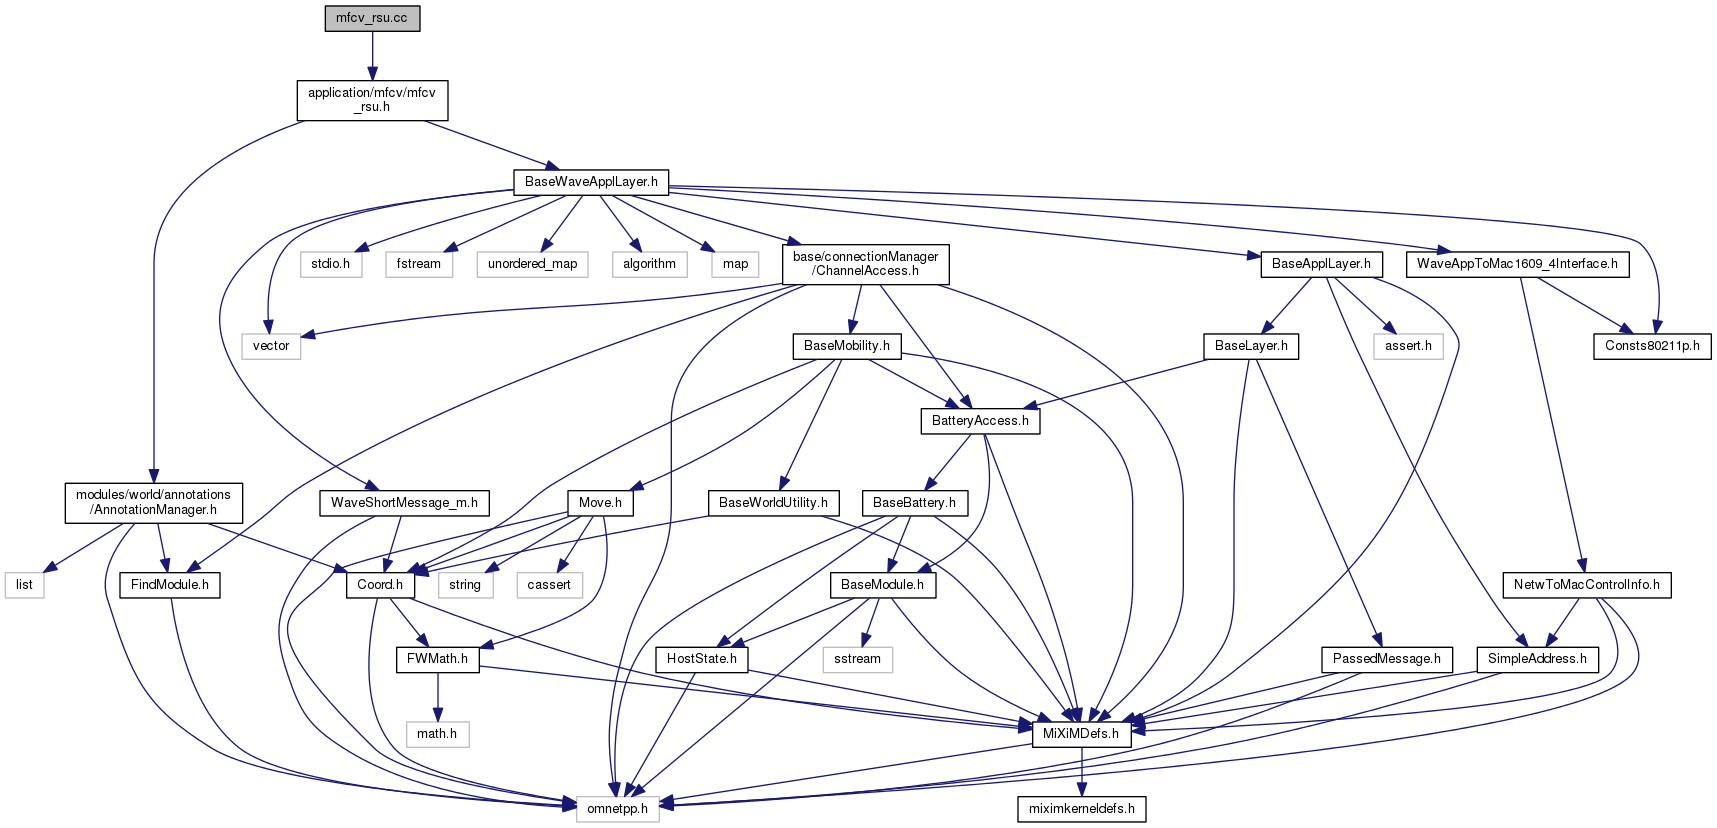 mfcv_rsu.cc
application/mfcv/mfcv
_rsu.h
BaseWaveApplLayer.h
stdio.h
fstream
unordered_map
algorithm
map
base/connectionManager
/ChannelAccess.h
BaseApplLayer.h
WaveAppToMac1609_4Interface.h
vector
BaseMobility.h
BaseLayer.h
assert.h
Consts80211p.h
BatteryAccess.h
modules/world/annotations
/AnnotationManager.h
WaveShortMessage_m.h
Move.h
BaseWorldUtility.h
BaseBattery.h
list
FindModule.h
Coord.h
string
cassert
BaseModule.h
NetwToMacControlInfo.h
FWMath.h
HostState.h
sstream
PassedMessage.h
SimpleAddress.h
math.h
MiXiMDefs.h
omnetpp.h
miximkerneldefs.h